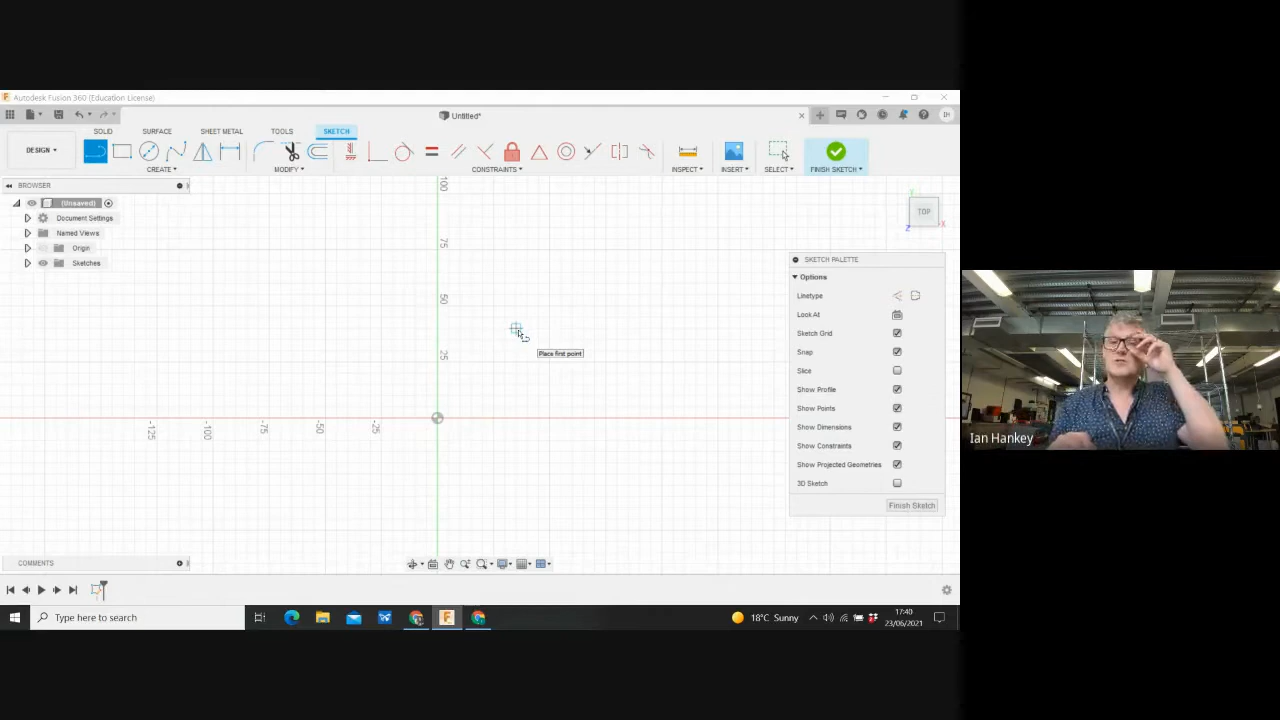 Autodesk Fusion 360 (Education License)
Untitled*
IH
DESIGN
SOLID
SURFACE
SHEET METAL
TOOLS
SKETCH
CREATE
MODIFY
CONSTRAINTS
INSPECT
INSERT
SELECT
FINISH SKETCH
BROWSER
(Unsaved)
Document Settings
Named Views
Origin
Sketches
100
75
50
25
-125
-100
-75
-50
-25
Place first point
TOP
Y
X
Z
SKETCH PALETTE
Options
Linetype
Look At
Sketch Grid
Snap
Slice
Show Profile
Show Points
Show Dimensions
Show Constraints
Show Projected Geometries
3D Sketch
Finish Sketch
Ian Hankey
COMMENTS
Type here to search
18°C Sunny
17:40
23/06/2021